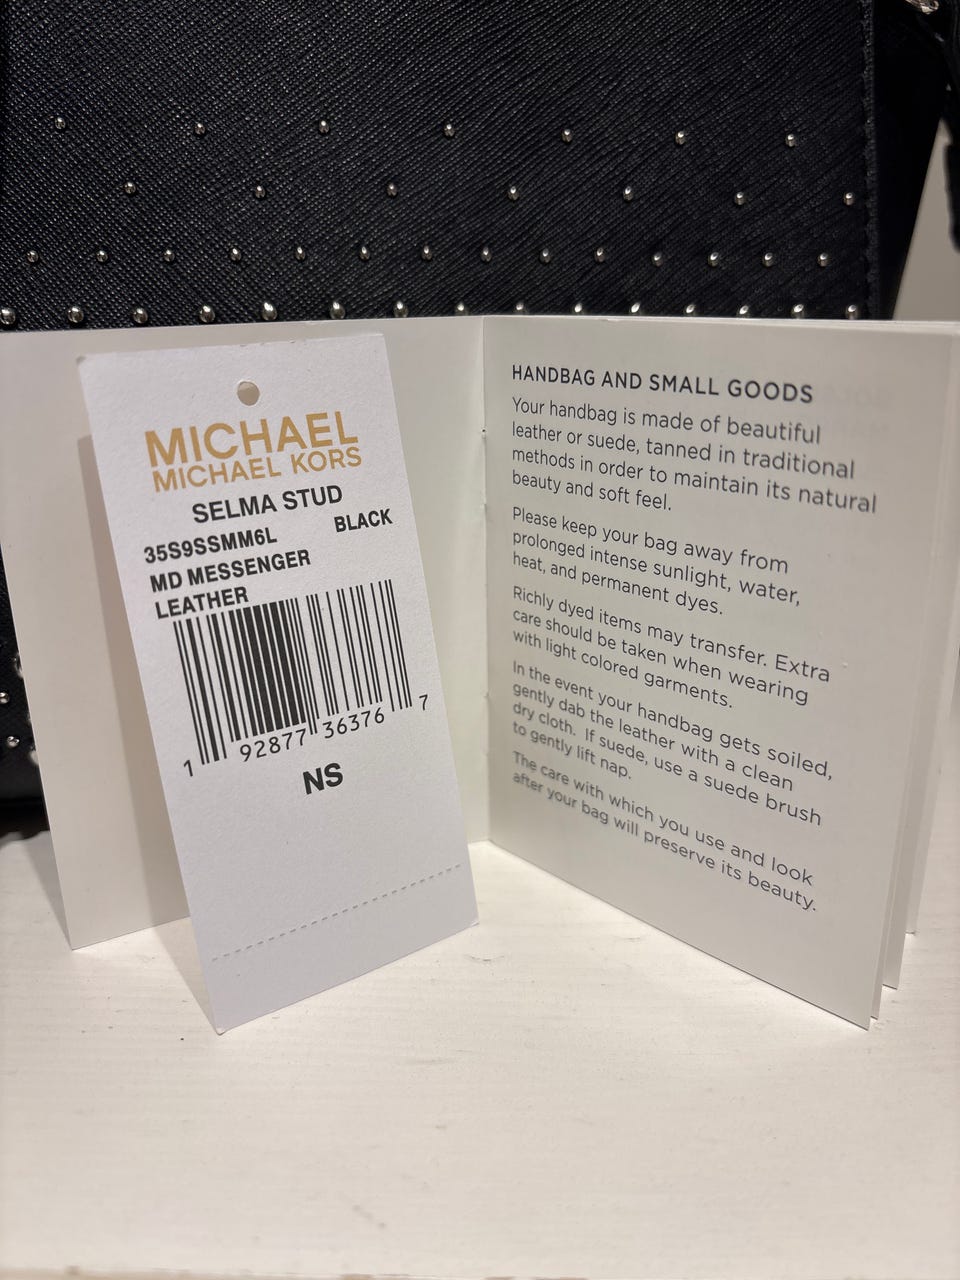 MICHAEL
MICHAEL KORS
SELMA STUD
35S9SSMM6L BLACK
MD MESSENGER
LEATHER
1 92877 36376 7
NS
HANDBAG AND SMALL GOODS
Your handbag is made of beautiful
leather or suede, tanned in traditional
methods in order to maintain its natural
beauty and soft feel.
Please keep your bag away from
prolonged intense sunlight, water,
heat, and permanent dyes.
Richly dyed items may transfer. Extra
care should be taken when wearing
with light colored garments.
In the event your handbag gets soiled,
gently dab the leather with a clean
dry cloth. If suede, use a suede brush
to gently lift nap.
The care with which you use and look
after your bag will preserve its beauty.